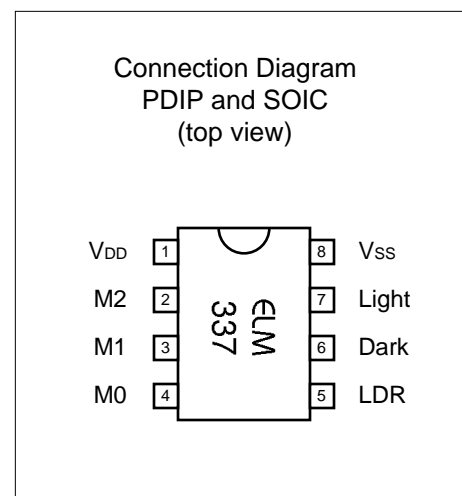 Connection Diagram
PDIP and SOIC
(top view)
VDD 1 8 VSS
M2 2 7 Light
M1 3 6 Dark
M0 4 5 LDR
ELM
337